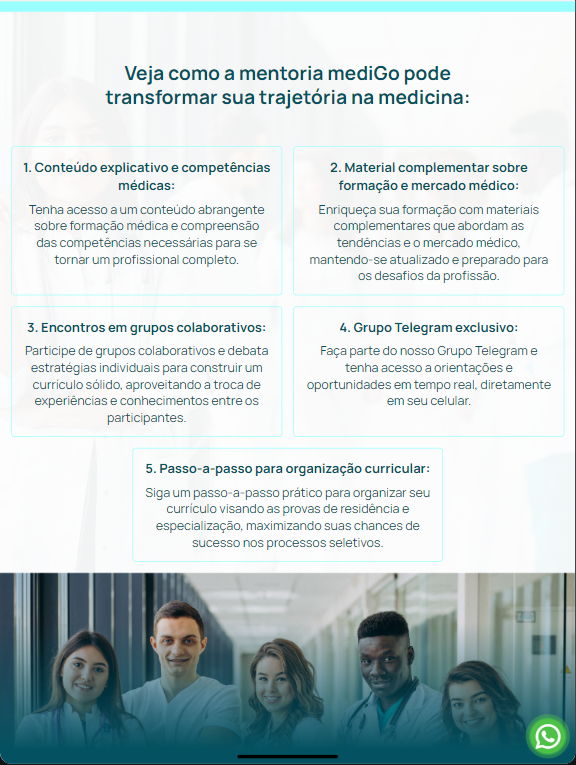 Veja como a mentoria mediGo pode
transformar sua trajetória na medicina:
1. Conteúdo explicativo e competências
médicas:
Tenha acesso a um conteúdo abrangente
sobre formação médica e compreensão
das competências necessárias para se
tornar um profissional completo.
2. Material complementar sobre
formação e mercado médico:
Enriqueça sua formação com materiais
complementares que abordam as
tendências e o mercado médico,
mantendo-se atualizado e preparado para
os desafios da profissão.
3. Encontros em grupos colaborativos:
Participe de grupos colaborativos e debata
estratégias individuais para construir um
currículo sólido, aproveitando a troca de
experiências e conhecimentos entre os
participantes.
4. Grupo Telegram exclusivo:
Faça parte do nosso Grupo Telegram e
tenha acesso a orientações e
oportunidades em tempo real, diretamente
em seu celular.
5. Passo-a-passo para organização curricular:
Siga um passo-a-passo prático para organizar seu
currículo visando as provas de residência e
especialização, maximizando suas chances de
sucesso nos processos seletivos.